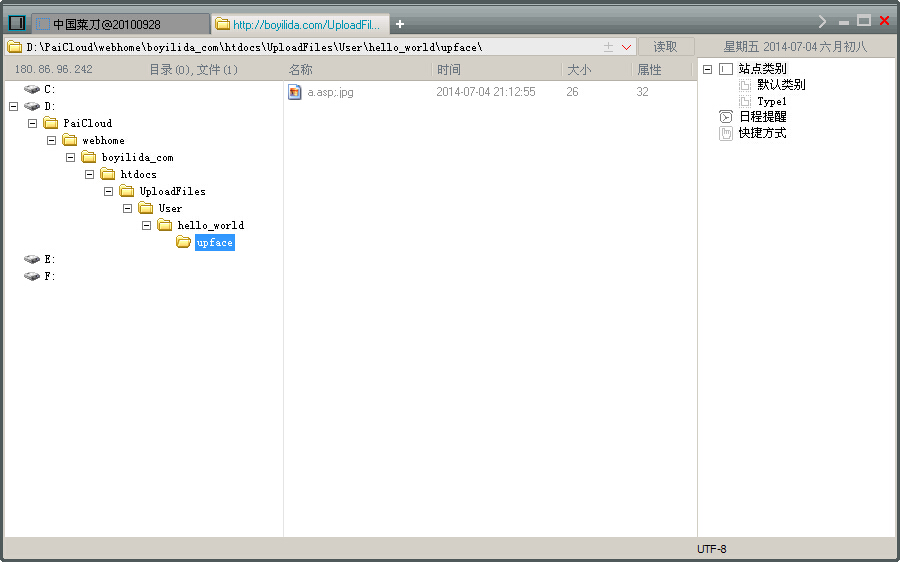 中国菜刀@20100928
http://boyilida.com/UploadFil...
+
D:\PaiCloud\webhome\boyilida_com\htdocs\UploadFiles\User\hello_world\upface\
读取
星期五 2014-07-04 六月初八
180.86.96.242
目录 (0), 文件 (1)
名称
时间
大小
属性
C:
D:
PaiCloud
webhome
boyilida_com
htdocs
UploadFiles
User
hello_world
upface
E:
F:
a.asp;.jpg
2014-07-04 21:12:55
26
32
站点类别
默认类别
Type1
日程提醒
快捷方式
UTF-8